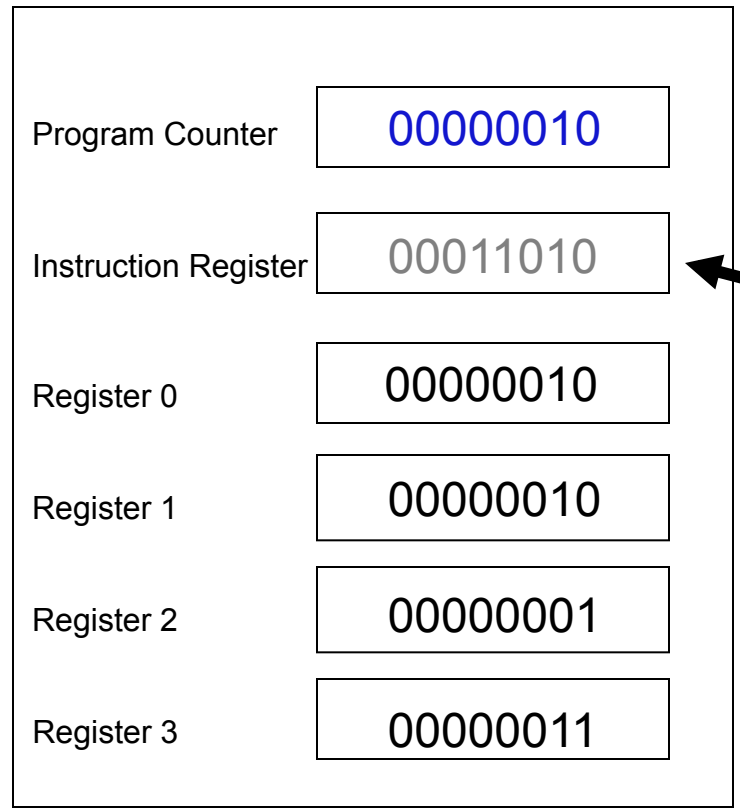 Program Counter 00000010
Instruction Register 00011010
Register 0 00000010
Register 1 00000010
Register 2 00000001
Register 3 00000011